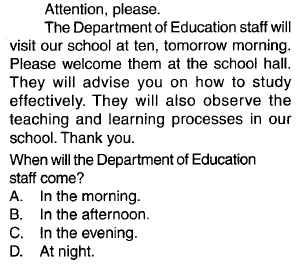 Attention, please.
The Department of Education staff will
visit our school at ten, tomorrow morning.
Please welcome them at the school hall.
They will advise you on how to study
effectively. They will also observe the
teaching and learning processes in our
school. Thank you.
When will the Department of Education
staff come?
A. In the morning.
B. In the afternoon.
C. In the evening.
D. At night.